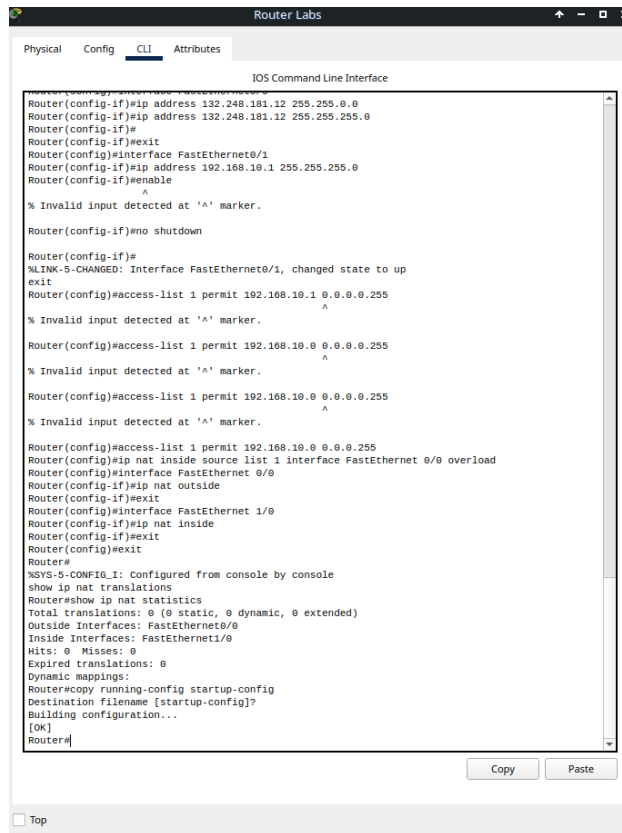 Router Labs
Physical Config CLI Attributes
IOS Command Line Interface
Router(config-if)#ip address 132.248.181.12 255.255.0.0
Router(config-if)#ip address 132.248.181.12 255.255.255.0
Router(config-if)#
Router(config-if)#exit
Router(config)#interface FastEthernet0/1
Router(config-if)#ip address 192.168.10.1 255.255.255.0
Router(config-if)#enable
^
% Invalid input detected at '^' marker.
Router(config-if)#no shutdown
Router(config-if)#
%LINK-5-CHANGED: Interface FastEthernet0/1, changed state to up
exit
Router(config)#access-list 1 permit 192.168.10.1 0.0.0.0.255
^
% Invalid input detected at '^' marker.
Router(config)#access-list 1 permit 192.168.10.0 0.0.0.0.255
^
% Invalid input detected at '^' marker.
Router(config)#access-list 1 permit 192.168.10.0 0.0.0.0.255
^
% Invalid input detected at '^' marker.
Router(config)#access-list 1 permit 192.168.10.0 0.0.0.255
Router(config)#ip nat inside source list 1 interface FastEthernet 0/0 overload
Router(config)#interface FastEthernet 0/0
Router(config-if)#ip nat outside
Router(config-if)#exit
Router(config)#interface FastEthernet 1/0
Router(config-if)#ip nat inside
Router(config-if)#exit
Router(config)#exit
Router#
%SYS-5-CONFIG_I: Configured from console by console
show ip nat translations
Router#show ip nat statistics
Total translations: 0 (0 static, 0 dynamic, 0 extended)
Outside Interfaces: FastEthernet0/0
Inside Interfaces: FastEthernet1/0
Hits: 0 Misses: 0
Expired translations: 0
Dynamic mappings:
Router#copy running-config startup-config
Destination filename [startup-config]?
Building configuration...
[OK]
Router#
Copy Paste
Top